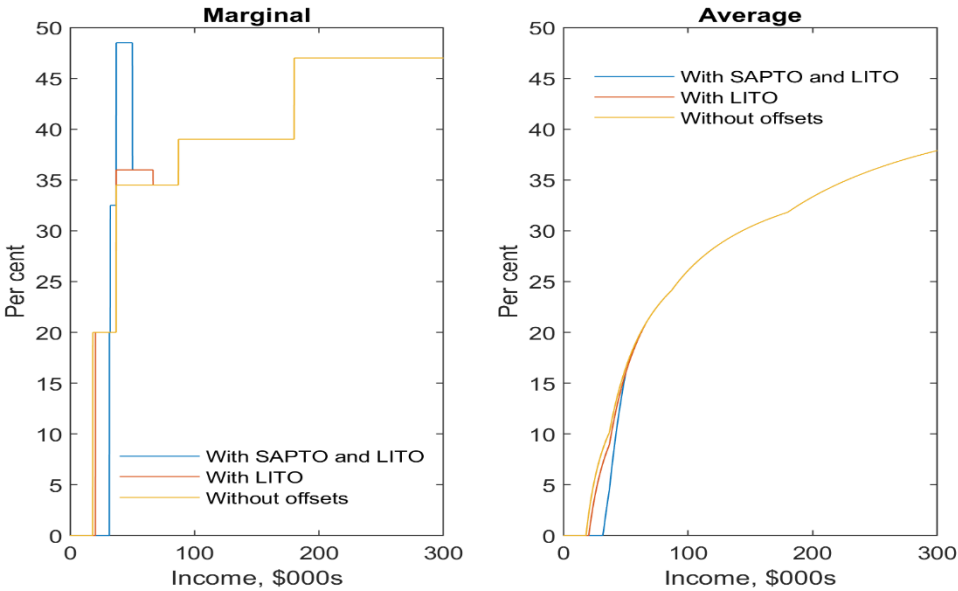 Marginal
50
45
40
35
30
25
20
15
10
5
0
Per cent
With SAPTO and LITO
With LITO
Without offsets
0 100 200 300
Income, $000s
Average
50
45
40
35
30
25
20
15
10
5
0
Per cent
With SAPTO and LITO
With LITO
Without offsets
0 100 200 300
Income, $000s